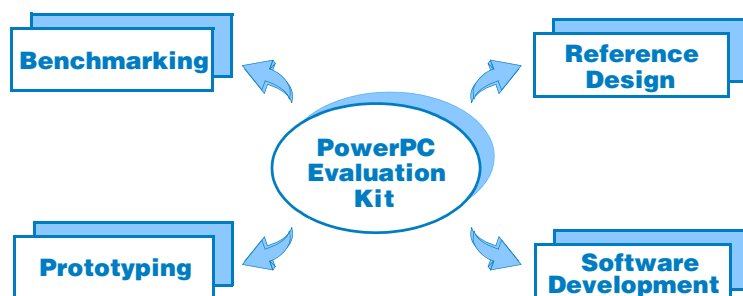 Benchmarking
Reference
Design
PowerPC
Evaluation
Kit
Prototyping
Software
Development